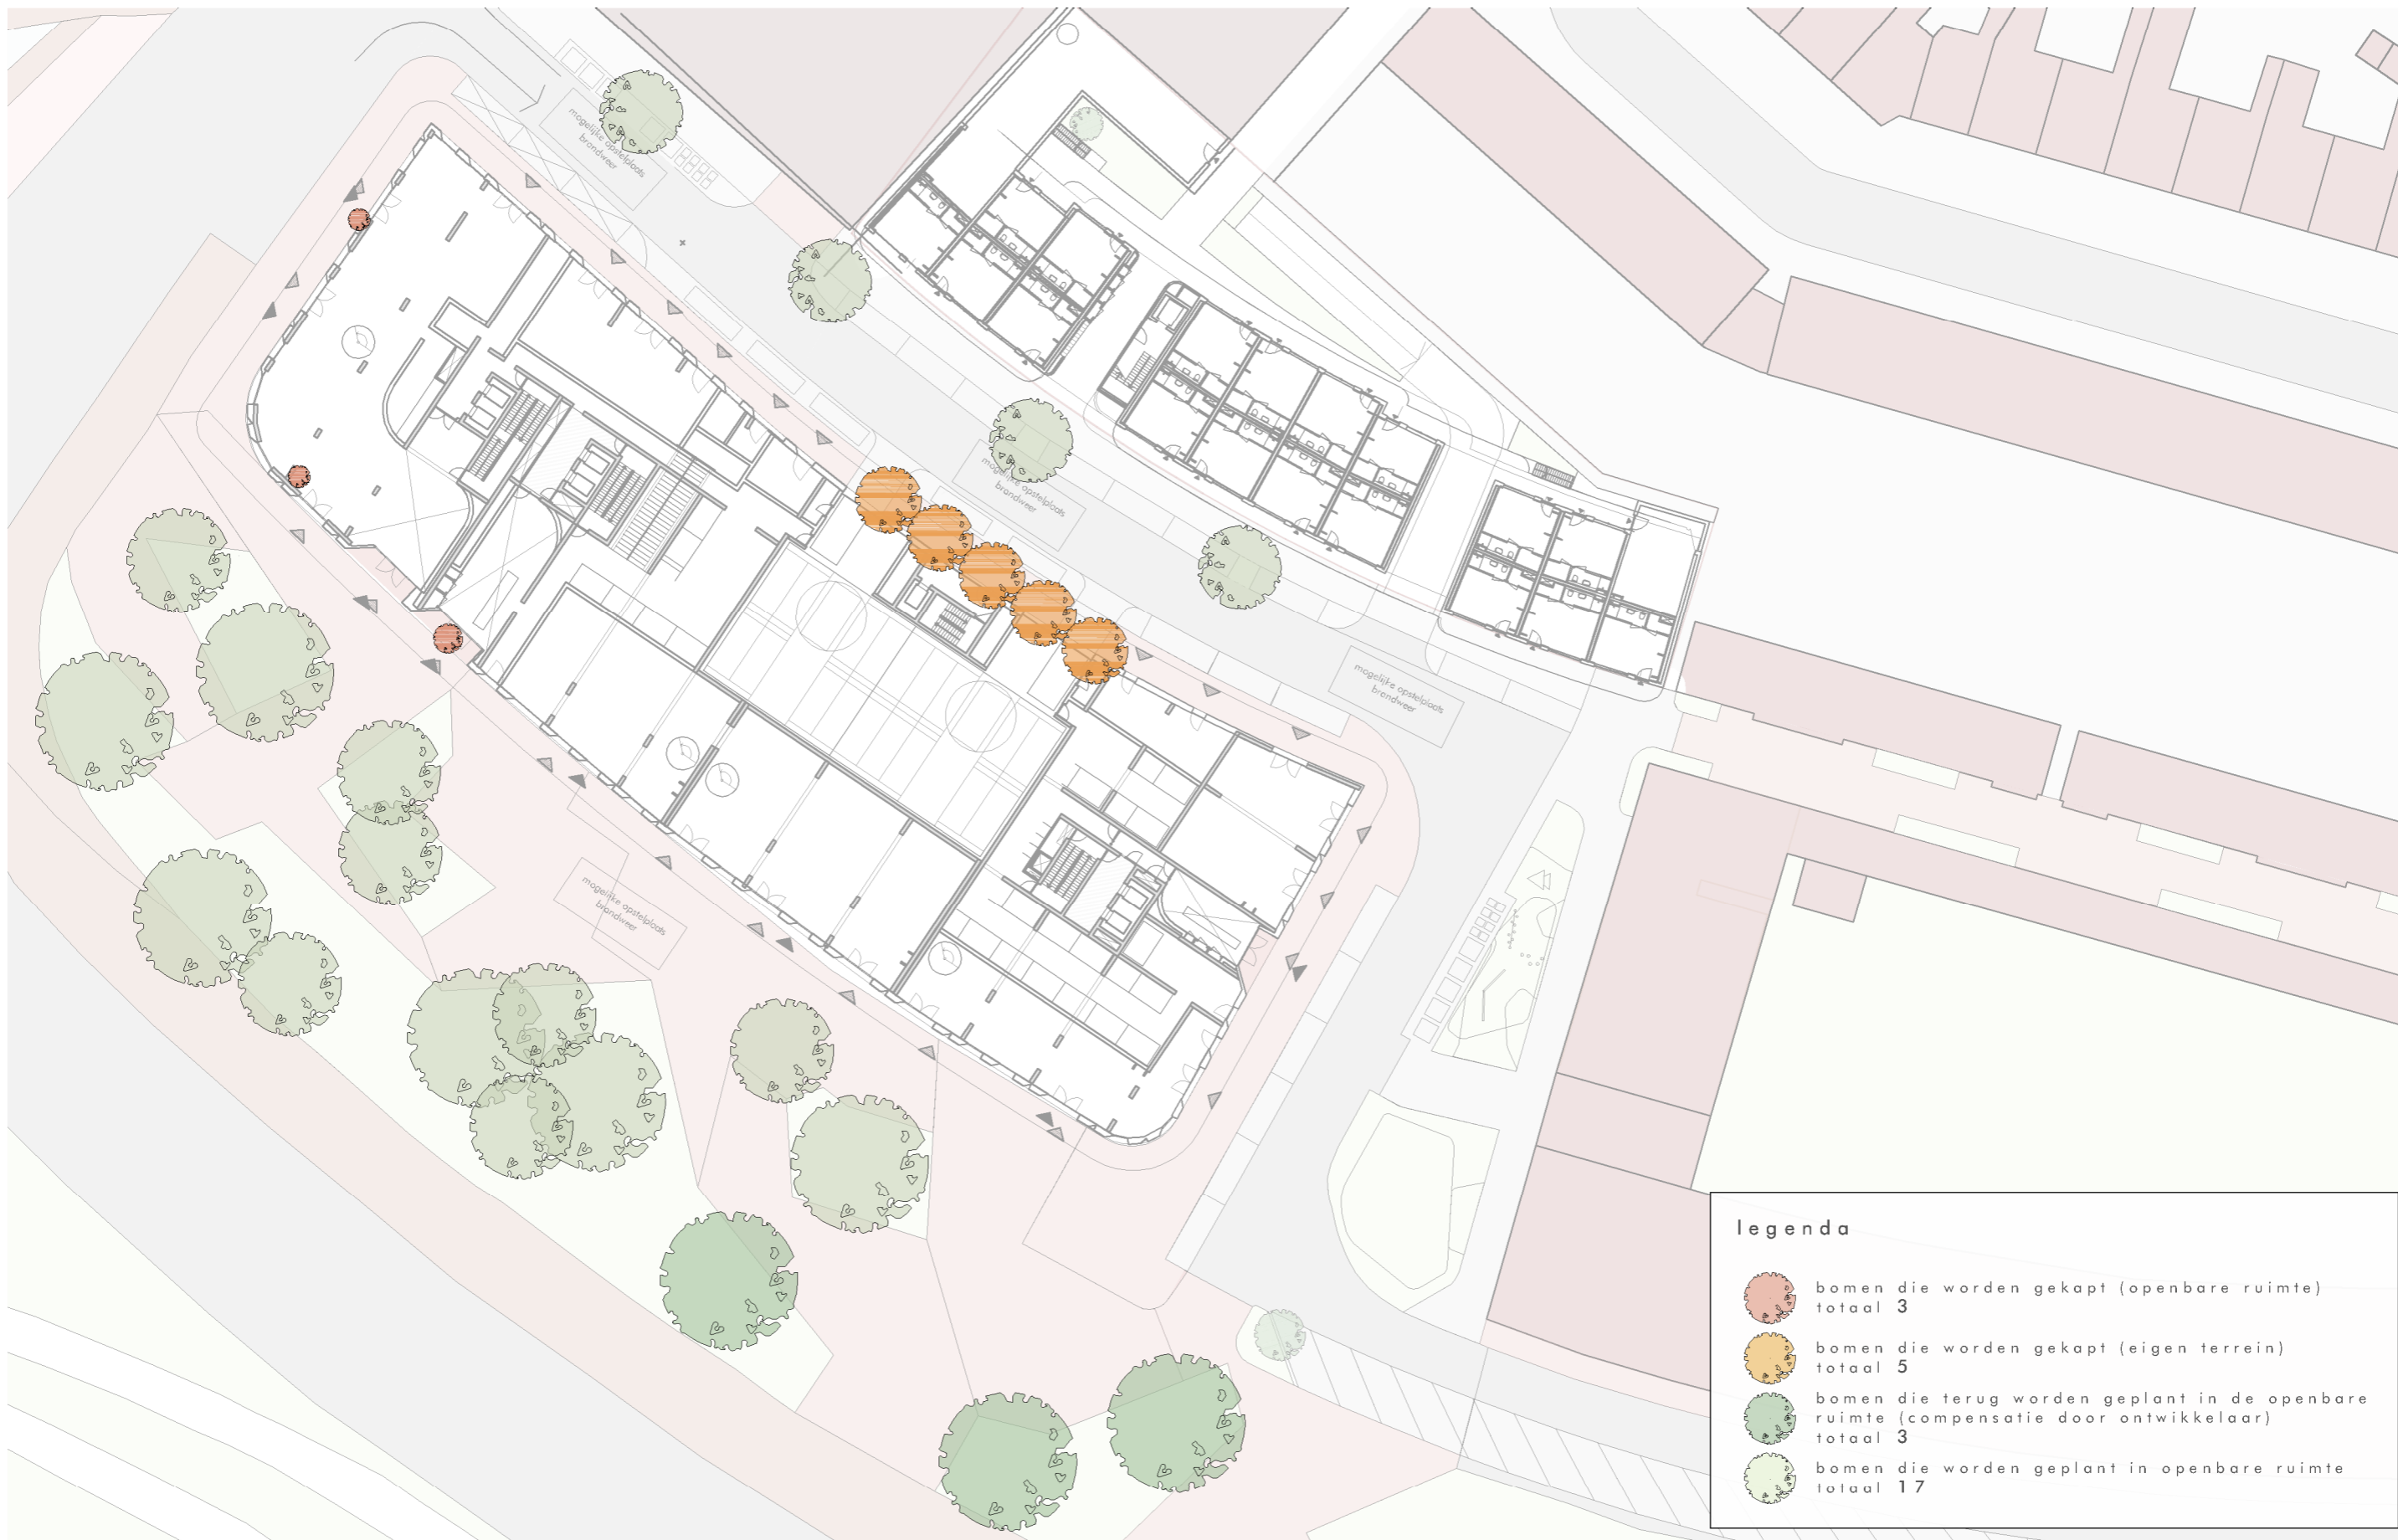 mogelijke opstelplaats
brandweer
mogelijke opstelplaats
brandweer
mogelijke opstelplaats
brandweer
mogelijke opstelplaats
brandweer
legenda
bomen die worden gekapt (openbare ruimte)
totaal 3
bomen die worden gekapt (eigen terrein)
totaal 5
bomen die terug worden geplant in de openbare
ruimte (compensatie door ontwikkelaar)
totaal 3
bomen die worden geplant in openbare ruimte
totaal 17